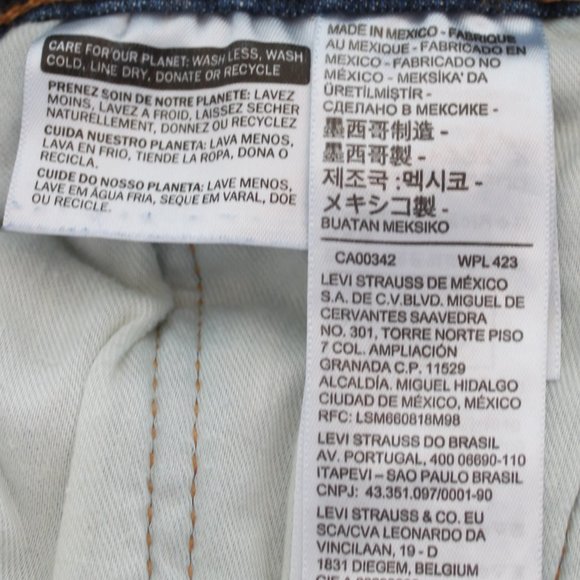 CARE FOR OUR PLANET: WASH LESS, WASH
COLD, LINE DRY, DONATE OR RECYCLE
PRENEZ SOIN DE NOTRE PLANETE: LAVEZ
MOINS, LAVEZ A FROID, LAISSEZ SECHER
NATURELLEMENT, DONNEZ OU RECYCLEZ
CUIDA NUESTRO PLANETA: LAVA MENOS,
LAVA EN FRIO, TIENDE LA ROPA, DONA O
RECICLA.
CUIDE DO NOSSO PLANETA: LAVE MENOS,
LAVE EM ÁGUA FRIA, SEQUE EM VARAL, DOE
OU RECICLE.
MADE IN MEXICO - FABRIQUE
AU MEXIQUE - FABRICADO EN
MEXICO - FABRICADO NO
MÉXICO - MEKSİKA' DA
ÜRETİLMİŞTİR -
СДЕЛАНО В МЕКСИКЕ -
墨西哥制造 -
墨西哥製 -
제조국 :멕시코 -
メキシコ製 -
BUATAN MEKSIKO
CA00342 WPL 423
LEVI STRAUSS DE MÉXICO
S.A. DE C.V.BLVD. MIGUEL DE
CERVANTES SAAVEDRA
NO. 301, TORRE NORTE PISO
7 COL. AMPLIACIÓN
GRANADA C.P. 11529
ALCALDÍA. MIGUEL HIDALGO
CIUDAD DE MÉXICO, MÉXICO
RFC: LSM660818M98
LEVI STRAUSS DO BRASIL
AV. PORTUGAL, 400 06690-110
ITAPEVI – SAO PAULO BRASIL
CNPJ: 43.351.097/0001-90
LEVI STRAUSS & CO. EU
SCA/CVA LEONARDO DA
VINCILAAN, 19 - D
1831 DIEGEM, BELGIUM